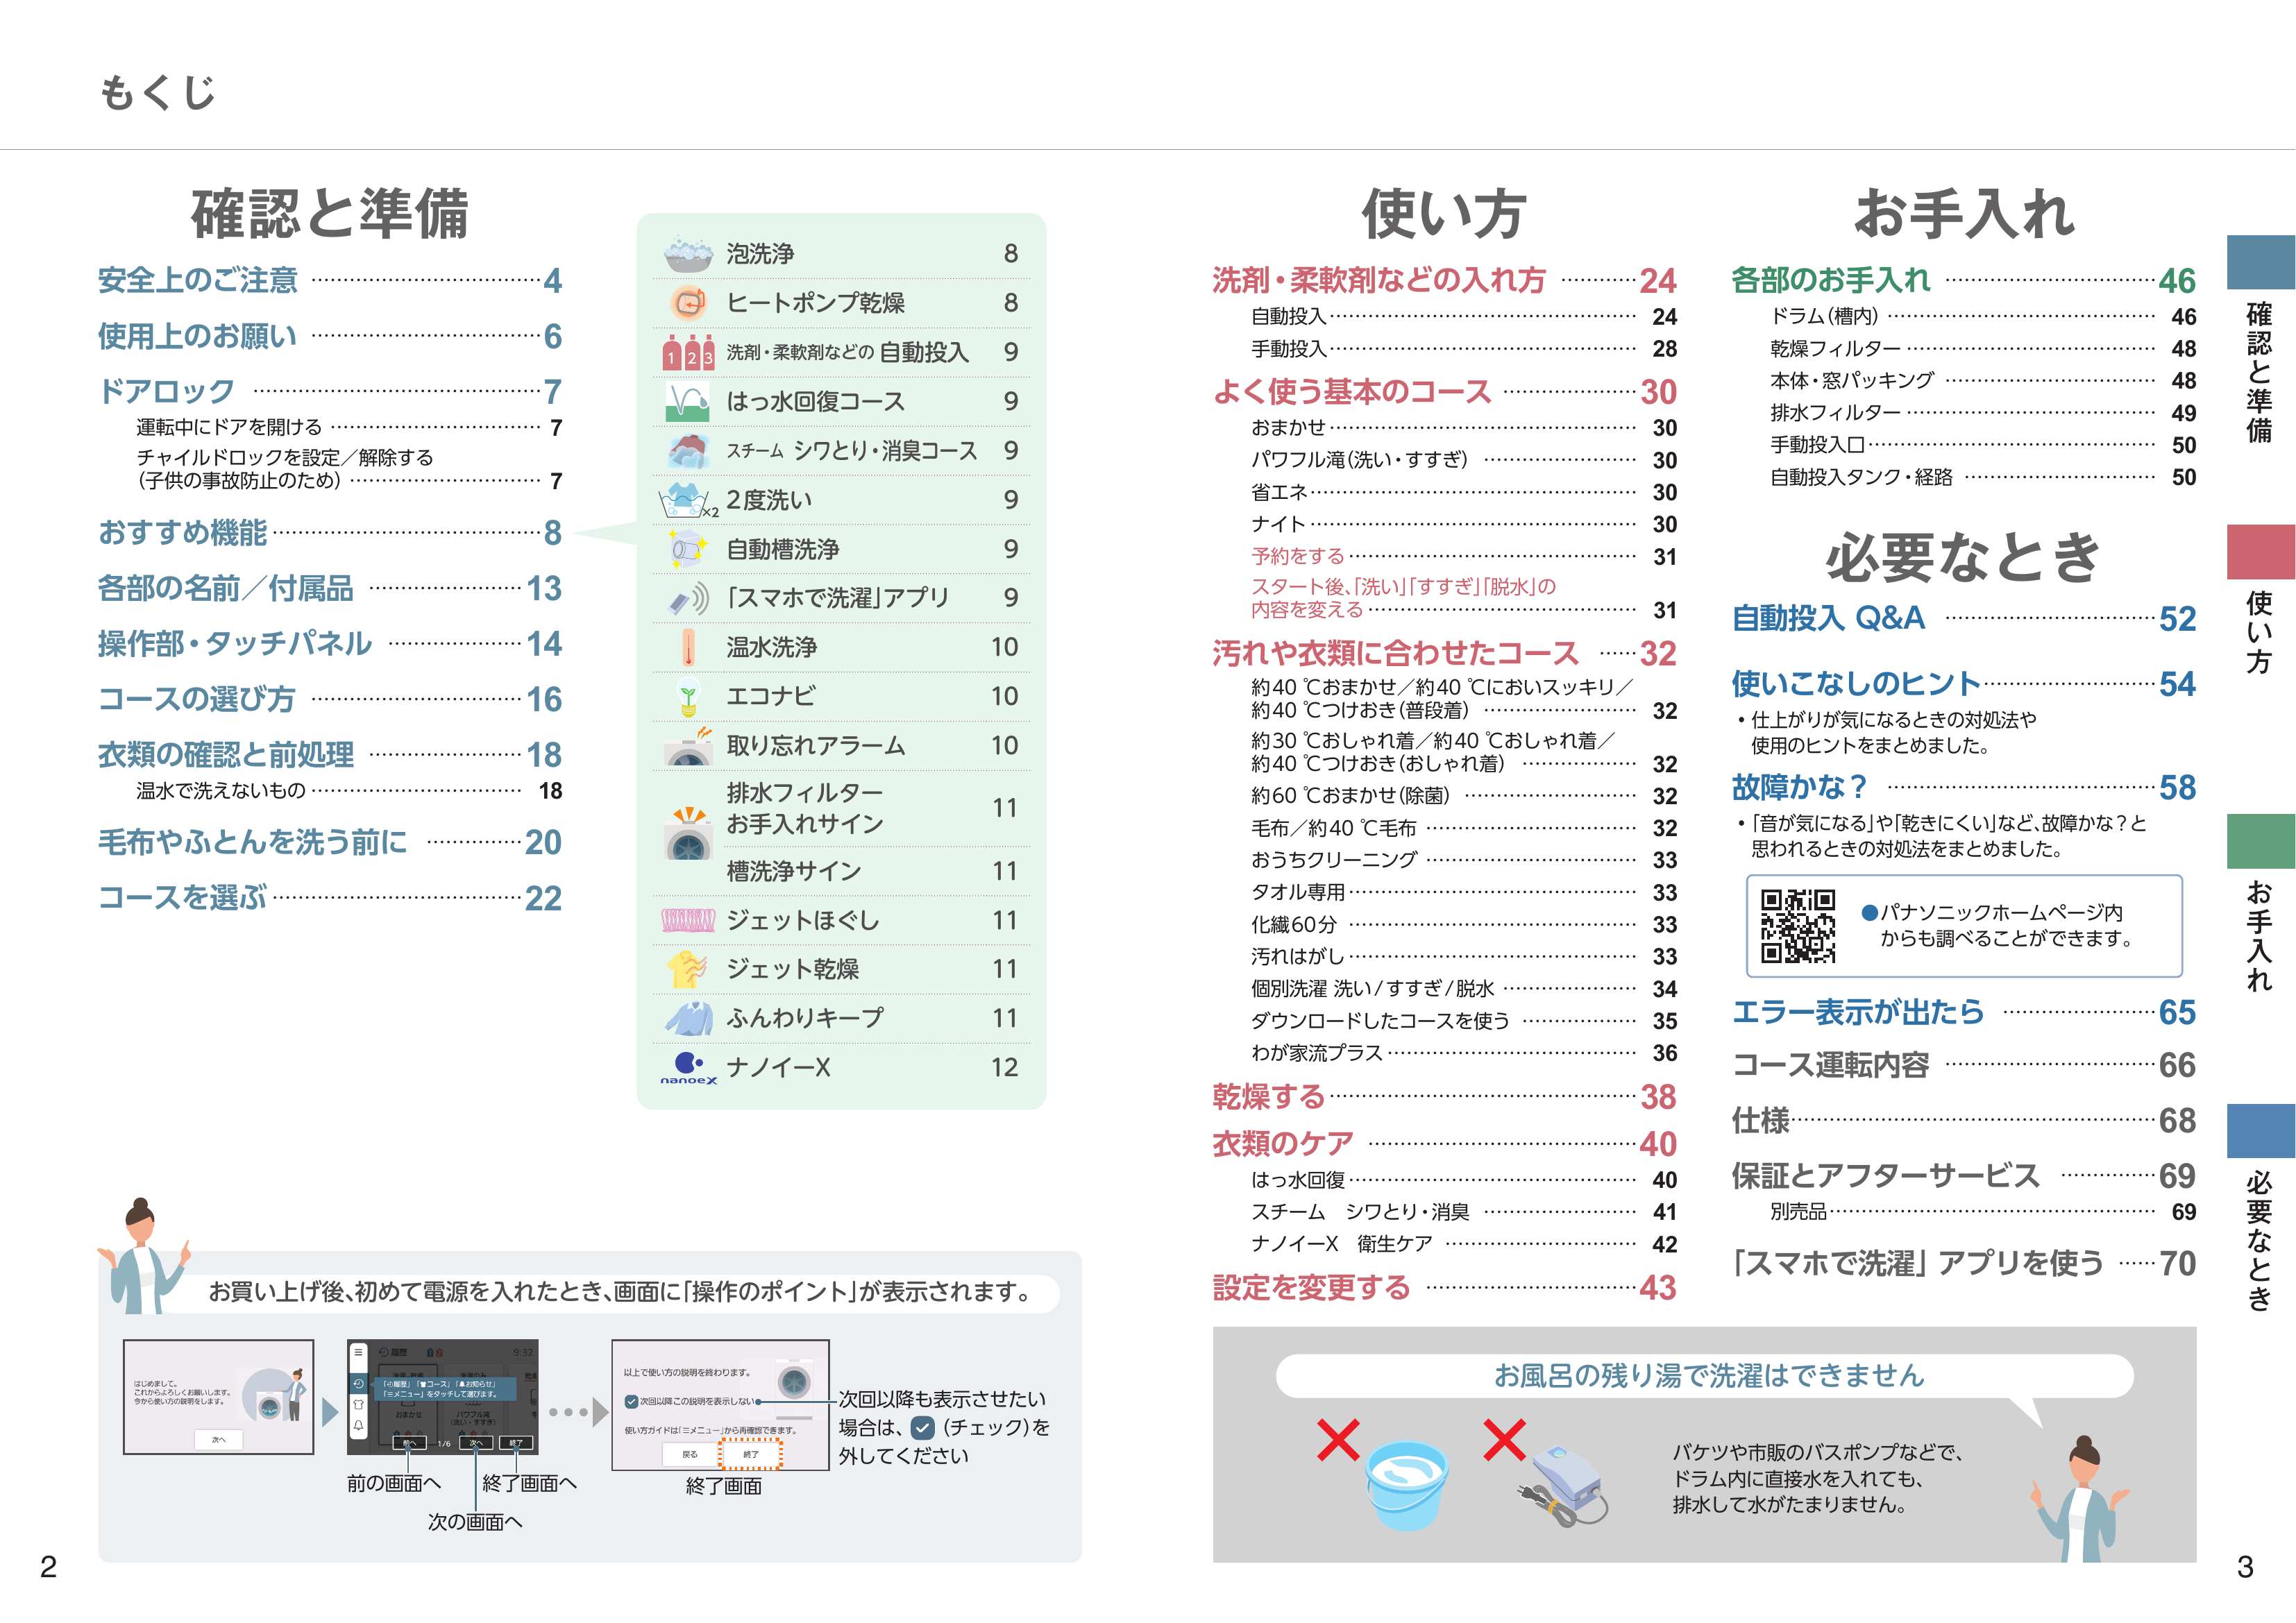 もくじ
確認と準備
安全上のご注意 4
使用上のお願い 6
ドアロック 7
運転中にドアを開ける 7
チャイルドロックを設定／解除する
(子供の事故防止のため) 7
おすすめ機能 8
各部の名前／付属品 13
操作部・タッチパネル 14
コースの選び方 16
衣類の確認と前処理 18
温水で洗えないもの 18
毛布やふとんを洗う前に 20
コースを選ぶ 22
泡洗浄 8
ヒートポンプ乾燥 8
1 2 3 洗剤・柔軟剤などの 自動投入 9
はっ水回復コース 9
スチーム シワとり・消臭コース 9
×2 2度洗い 9
自動槽洗浄 9
「スマホで洗濯」アプリ 9
温水洗浄 10
エコナビ 10
取り忘れアラーム 10
排水フィルター
お手入れサイン 11
槽洗浄サイン 11
ジェットほぐし 11
ジェット乾燥 11
ふんわりキープ 11
nanoeX ナノイーX 12
お買い上げ後、初めて電源を入れたとき、画面に「操作のポイント」が表示されます。
はじめまして。
これからよろしくお願いします。
今から使い方の説明をします。
次へ
履歴 9:32
「履歴」「コース」「お知らせ」
「三メニュー」をタッチして選びます。
おまかせ
パワフル滝
(洗い・すすぎ)
前へ 1/6 次へ 終了
前の画面へ
次の画面へ
終了画面へ
以上で使い方の説明を終わります。
次回以降この説明を表示しない
使い方ガイドは「三メニュー」から再確認できます。
戻る 終了
終了画面
次回以降も表示させたい
場合は、(チェック)を
外してください
2
使い方
洗剤・柔軟剤などの入れ方 24
自動投入 24
手動投入 28
よく使う基本のコース 30
おまかせ 30
パワフル滝(洗い・すすぎ) 30
省エネ 30
ナイト 30
予約をする 31
スタート後、「洗い」「すすぎ」「脱水」の
内容を変える 31
汚れや衣類に合わせたコース 32
約40 ℃おまかせ／約40 ℃においスッキリ／
約40 ℃つけおき(普段着) 32
約30 ℃おしゃれ着／約40 ℃おしゃれ着／
約40 ℃つけおき(おしゃれ着) 32
約60 ℃おまかせ(除菌) 32
毛布／約40 ℃毛布 32
おうちクリーニング 33
タオル専用 33
化繊60分 33
汚れはがし 33
個別洗濯 洗い/すすぎ/脱水 34
ダウンロードしたコースを使う 35
わが家流プラス 36
乾燥する 38
衣類のケア 40
はっ水回復 40
スチーム　シワとり・消臭 41
ナノイーX　衛生ケア 42
設定を変更する 43
お手入れ
各部のお手入れ 46
ドラム(槽内) 46
乾燥フィルター 48
本体・窓パッキング 48
排水フィルター 49
手動投入口 50
自動投入タンク・経路 50
必要なとき
自動投入 Q&A 52
使いこなしのヒント 54
・仕上がりが気になるときの対処法や
使用のヒントをまとめました。
故障かな？ 58
・「音が気になる」や「乾きにくい」など、故障かな？と
思われるときの対処法をまとめました。
●パナソニックホームページ内
からも調べることができます。
エラー表示が出たら 65
コース運転内容 66
仕様 68
保証とアフターサービス 69
別売品 69
「スマホで洗濯」アプリを使う 70
お風呂の残り湯で洗濯はできません
バケツや市販のバスポンプなどで、
ドラム内に直接水を入れても、
排水して水がたまりません。
確認と準備
使い方
お手入れ
必要なとき
3